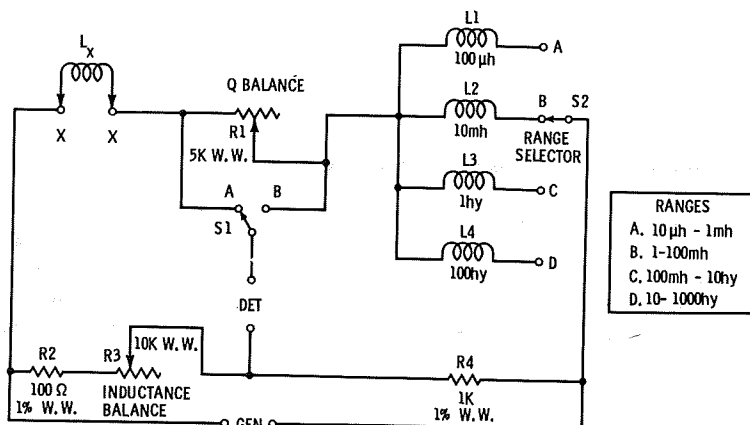 L1
100 µh
A
LX
Q BALANCE
L2
10mh
B
S2
X
X
R1
RANGE
SELECTOR
5K W. W.
L3
1hy
C
A
B
S1
L4
100hy
D
RANGES
A. 10 µh - 1mh
B. 1-100mh
C. 100mh - 10hy
D. 10- 1000hy
DET
10K W. W.
R2
R3
R4
100 Ω
1% W. W.
INDUCTANCE
BALANCE
1K
1% W. W.
GEN